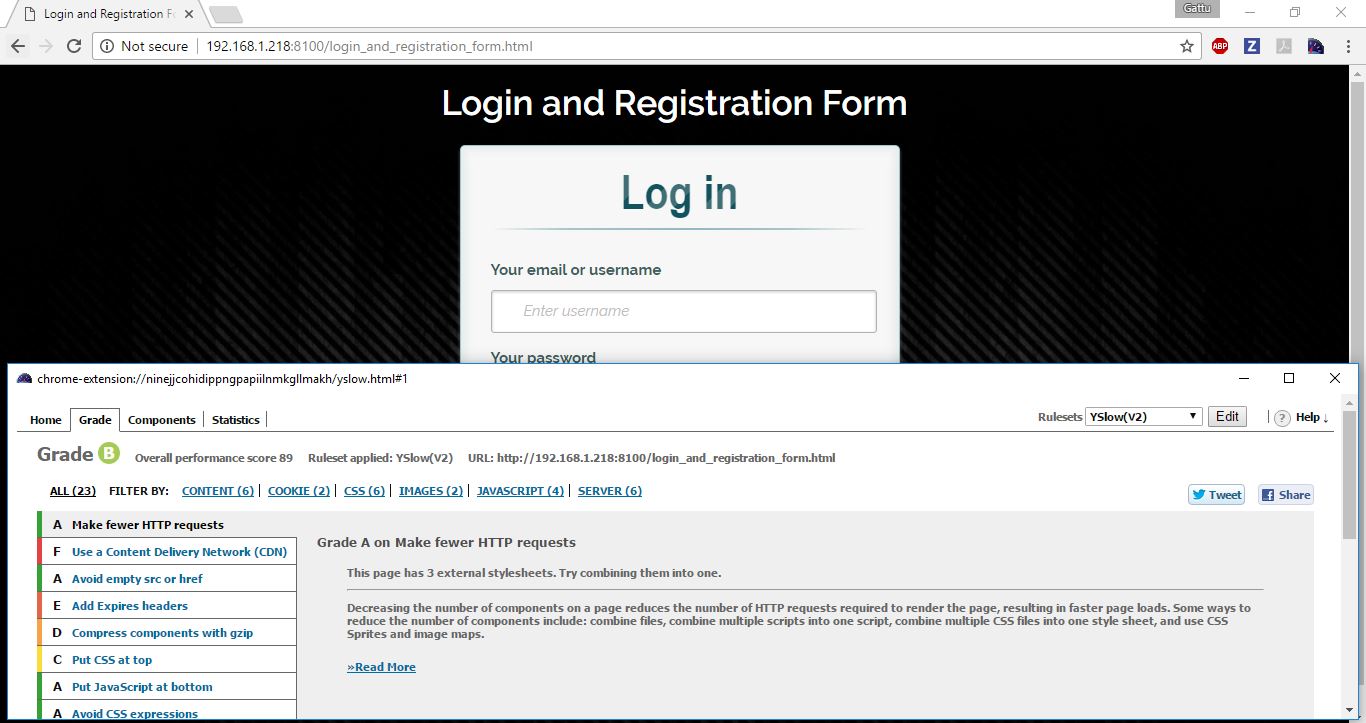 Login and Registration Fo
Gattu
Not secure 192.168.1.218:8100/login_and_registration_form.html
ABP Z
Login and Registration Form
Log in
Your email or username
Enter username
Your password
chrome-extension://ninejjcohidippngpapiilnmkgllmakh/yslow.html#1
Home Grade Components Statistics Rulesets YSlow(V2) Edit ? Help ↓
Grade B Overall performance score 89 Ruleset applied: YSlow(V2) URL: http://192.168.1.218:8100/login_and_registration_form.html
ALL (23) FILTER BY: CONTENT (6) | COOKIE (2) | CSS (6) | IMAGES (2) | JAVASCRIPT (4) | SERVER (6)
Tweet Share
A Make fewer HTTP requests
F Use a Content Delivery Network (CDN)
A Avoid empty src or href
E Add Expires headers
D Compress components with gzip
C Put CSS at top
A Put JavaScript at bottom
A Avoid CSS expressions
Grade A on Make fewer HTTP requests
This page has 3 external stylesheets. Try combining them into one.
Decreasing the number of components on a page reduces the number of HTTP requests required to render the page, resulting in faster page loads. Some ways to
reduce the number of components include: combine files, combine multiple scripts into one script, combine multiple CSS files into one style sheet, and use CSS
Sprites and image maps.
»Read More